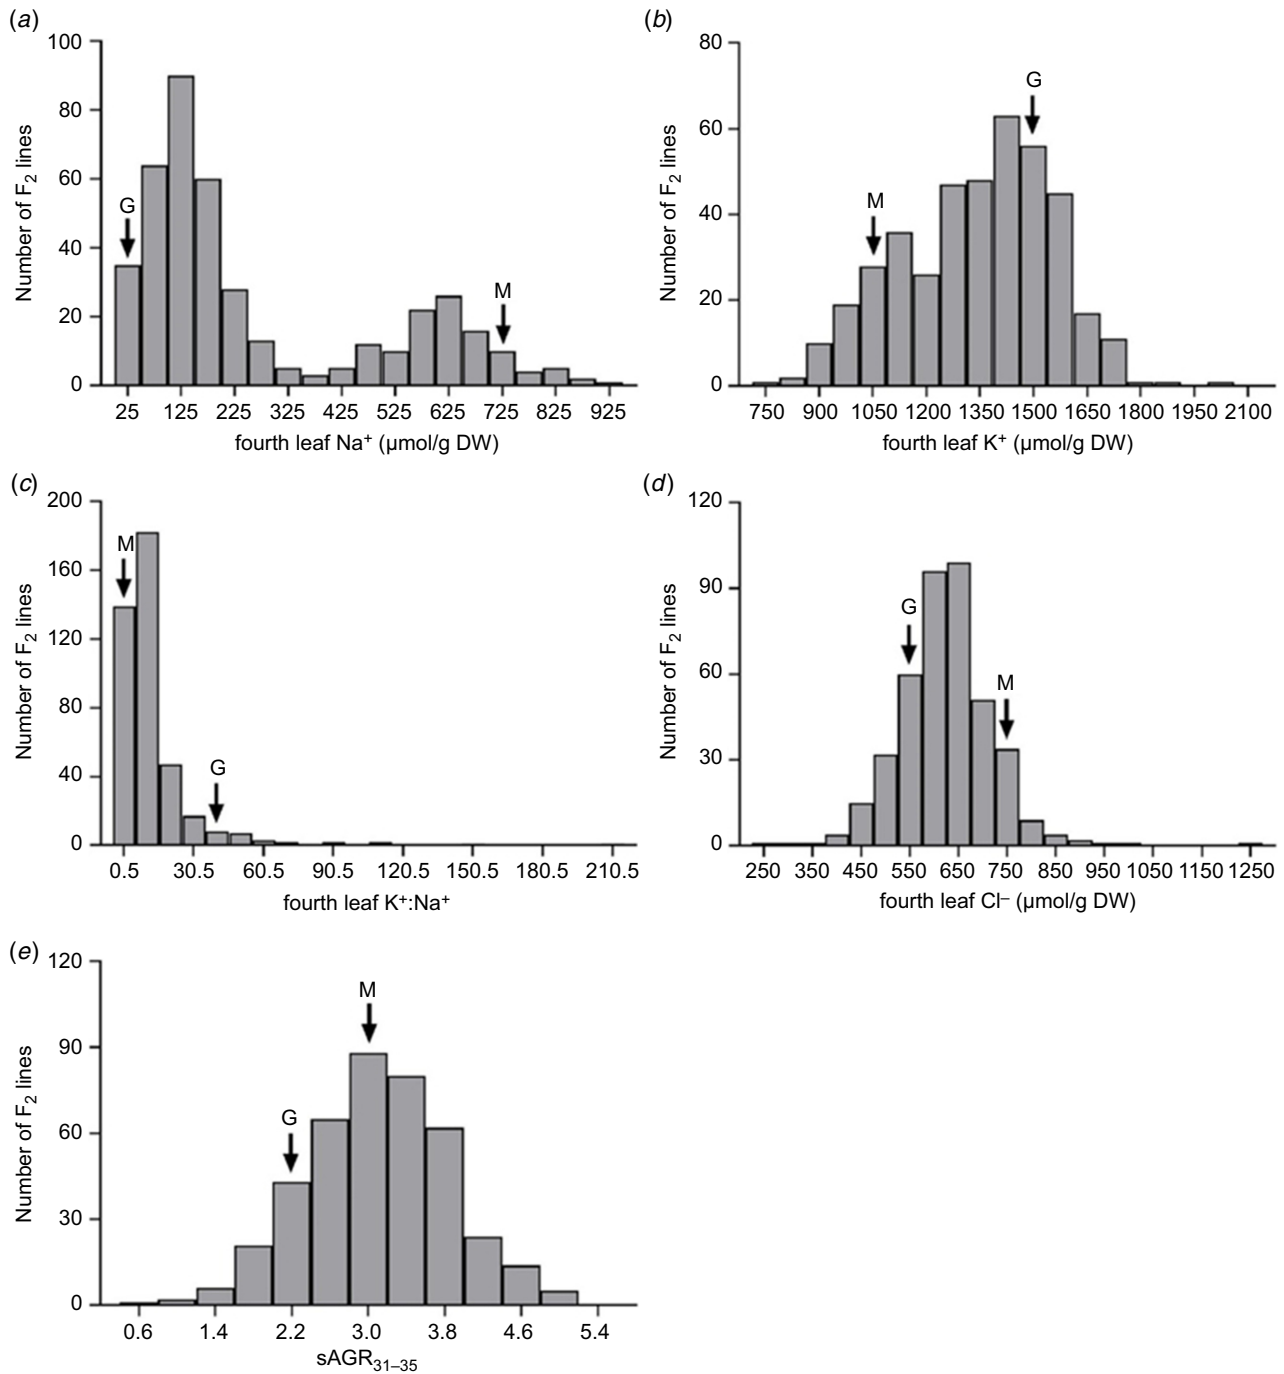 (a)
100
80
60
40
20
0
Number of F2 lines
G
M
25 125 225 325 425 525 625 725 825 925
fourth leaf Na+ (µmol/g DW)
(b)
80
60
40
20
0
Number of F2 lines
M
G
750 900 1050 1200 1350 1500 1650 1800 1950 2100
fourth leaf K+ (µmol/g DW)
(c)
200
160
120
80
40
0
Number of F2 lines
M
G
0.5 30.5 60.5 90.5 120.5 150.5 180.5 210.5
fourth leaf K+:Na+
(d)
120
90
60
30
0
Number of F2 lines
G
M
250 350 450 550 650 750 850 950 1050 1150 1250
fourth leaf Cl– (µmol/g DW)
(e)
120
90
60
30
0
Number of F2 lines
G
M
0.6 1.4 2.2 3.0 3.8 4.6 5.4
sAGR31–35